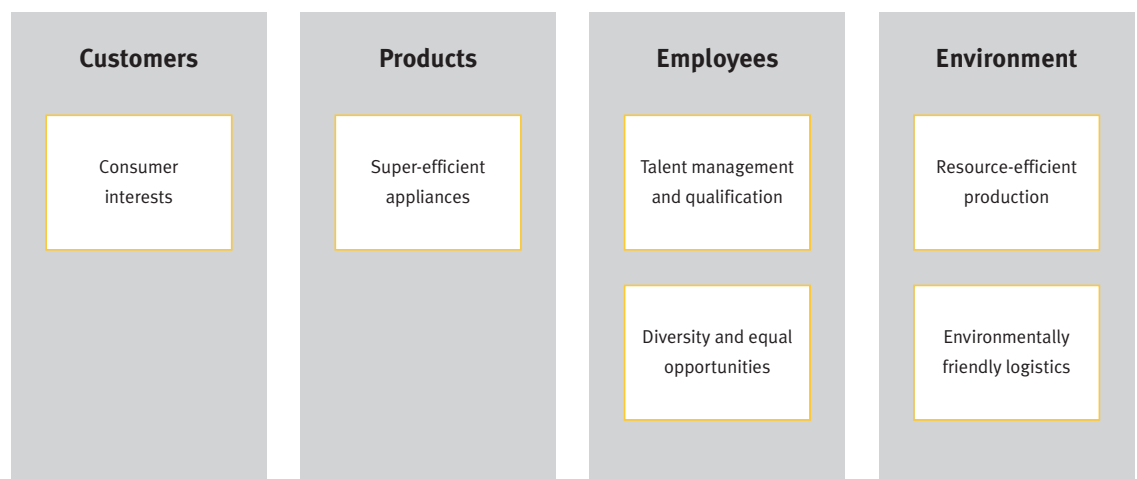 Customers
Consumer
interests
Products
Super-efficient
appliances
Employees
Talent management
and qualification
Diversity and equal
opportunities
Environment
Resource-efficient
production
Environmentally
friendly logistics